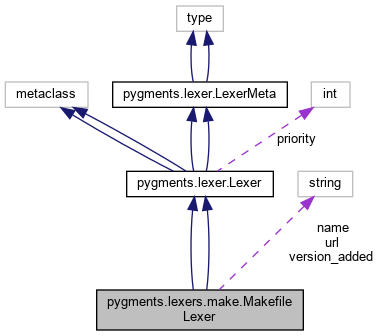 type
metaclass
pygments.lexer.LexerMeta
int
priority
pygments.lexer.Lexer
string
name
url
version_added
pygments.lexers.make.Makefile
Lexer